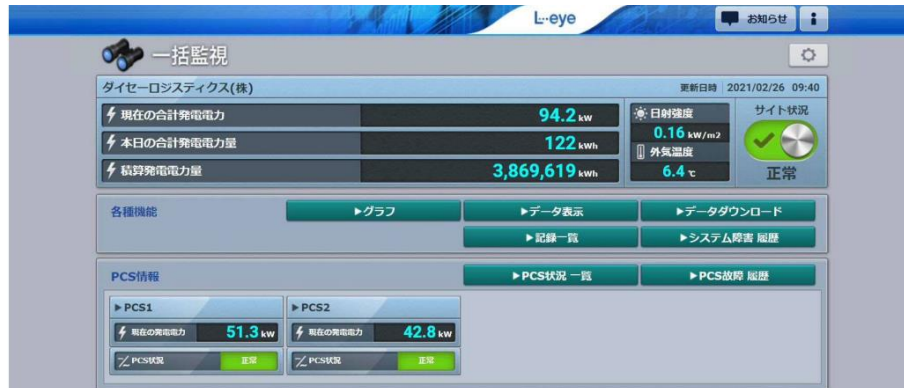 L・eye
お知らせ
i
一括監視
ダイセーロジスティクス(株)
更新日時 2021/02/26 09:40
現在の合計発電電力
94.2 kw
日射強度
0.16 kw/m2
サイト状況
本日の合計発電電力量
122 kwh
外気温度
6.4 ℃
正常
積算発電電力量
3,869,619 kwh
各種機能
▶グラフ
▶データ表示
▶データダウンロード
▶記録一覧
▶システム障害 履歴
PCS情報
▶PCS状況 一覧
▶PCS故障 履歴
▶PCS1
▶PCS2
現在の発電電力
51.3 kw
現在の発電電力
42.8 kw
PCS状況
正常
PCS状況
正常